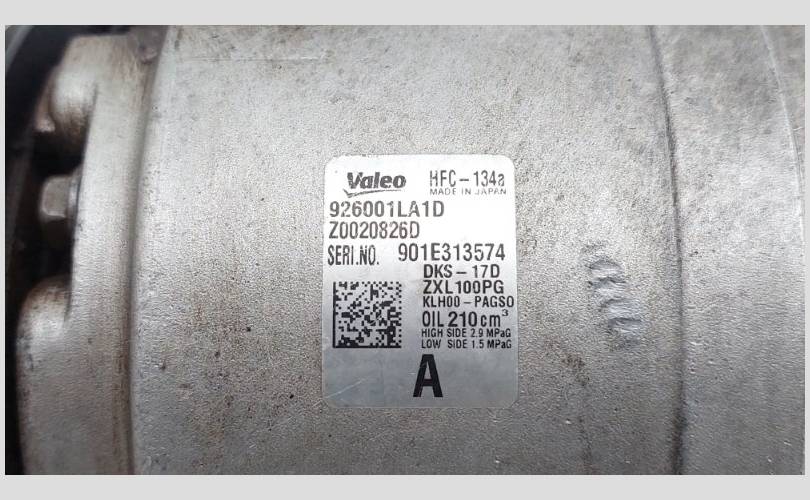 Valeo HFC-134a
MADE IN JAPAN
926001LA1D
Z0020826D
SERI.NO. 901E313574
DKS-17D
ZXL100PG
KLH00-PAGSO
OIL 210cm³
HIGH SIDE 2.9 MPaG
LOW SIDE 1.5 MPaG
A